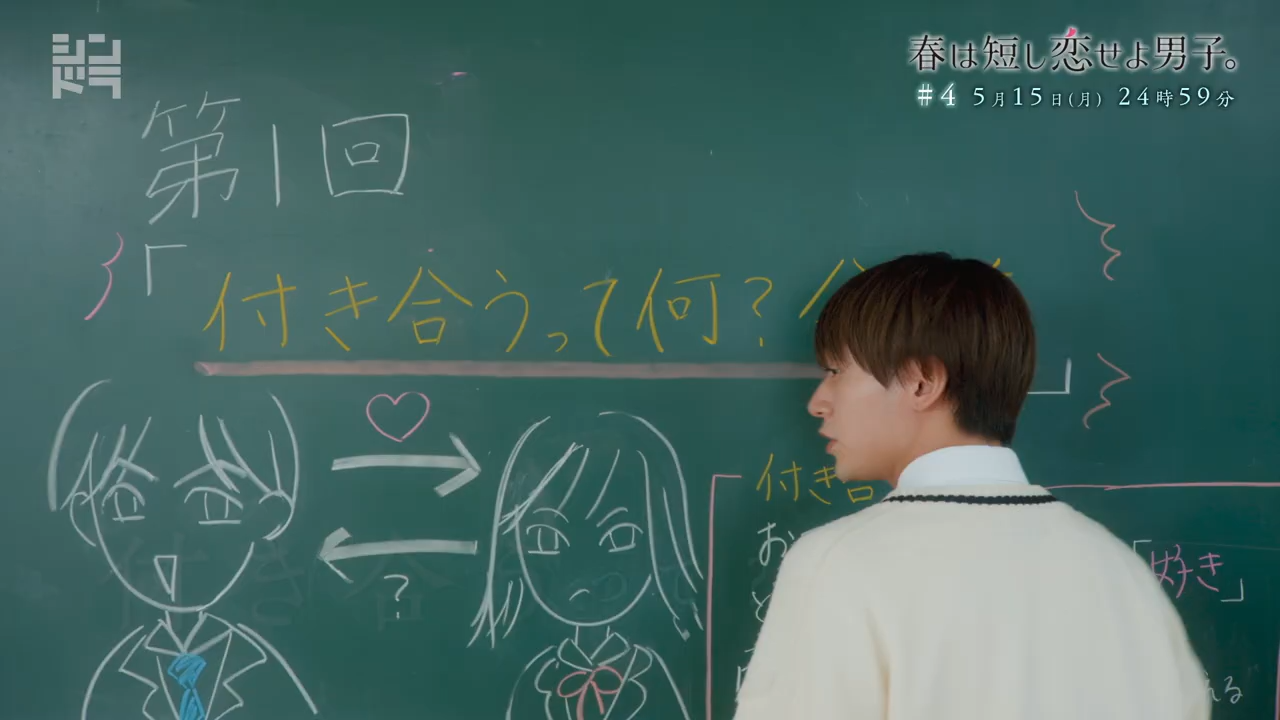 シンドラ
春は短し恋せよ男子。
#4 5月15日(月) 24時59分
第1回
「付き合うって何?
」
?
付き合
お
と
「好き」
れる